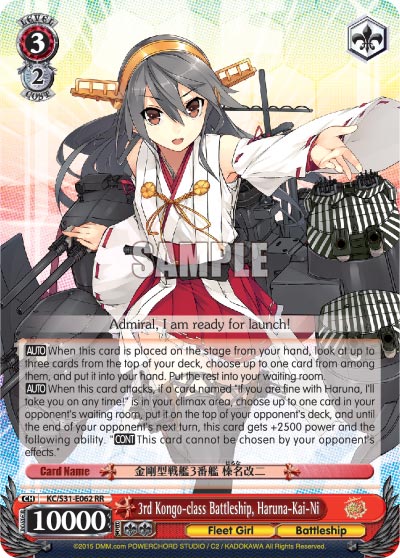 LEVEL
3
2
COST
SAMPLE
Admiral, I am ready for launch!
AUTO When this card is placed on the stage from your hand, look at up to
three cards from the top of your deck, choose up to one card from among
them, and put it into your hand. Put the rest into your waiting room.
AUTO When this card attacks, if a card named "If you are fine with Haruna, I'll
take you on any time!" is in your climax area, choose up to one card in your
opponent's waiting room, put it on the top of your opponent's deck, and until
the end of your opponent's next turn, this card gets +2500 power and the
following ability. "CONT This card cannot be chosen by your opponent's
effects."
Card Name
金剛型戦艦3番艦 榛名改二
はるな
CH KC/S31-E062 RR
3rd Kongo-class Battleship, Haruna-Kai-Ni
10000
SOUL
Fleet Girl
Battleship
©2015 DMM.com POWERCHORD STUDIO / C2 / KADOKAWA All Rights Reserved.